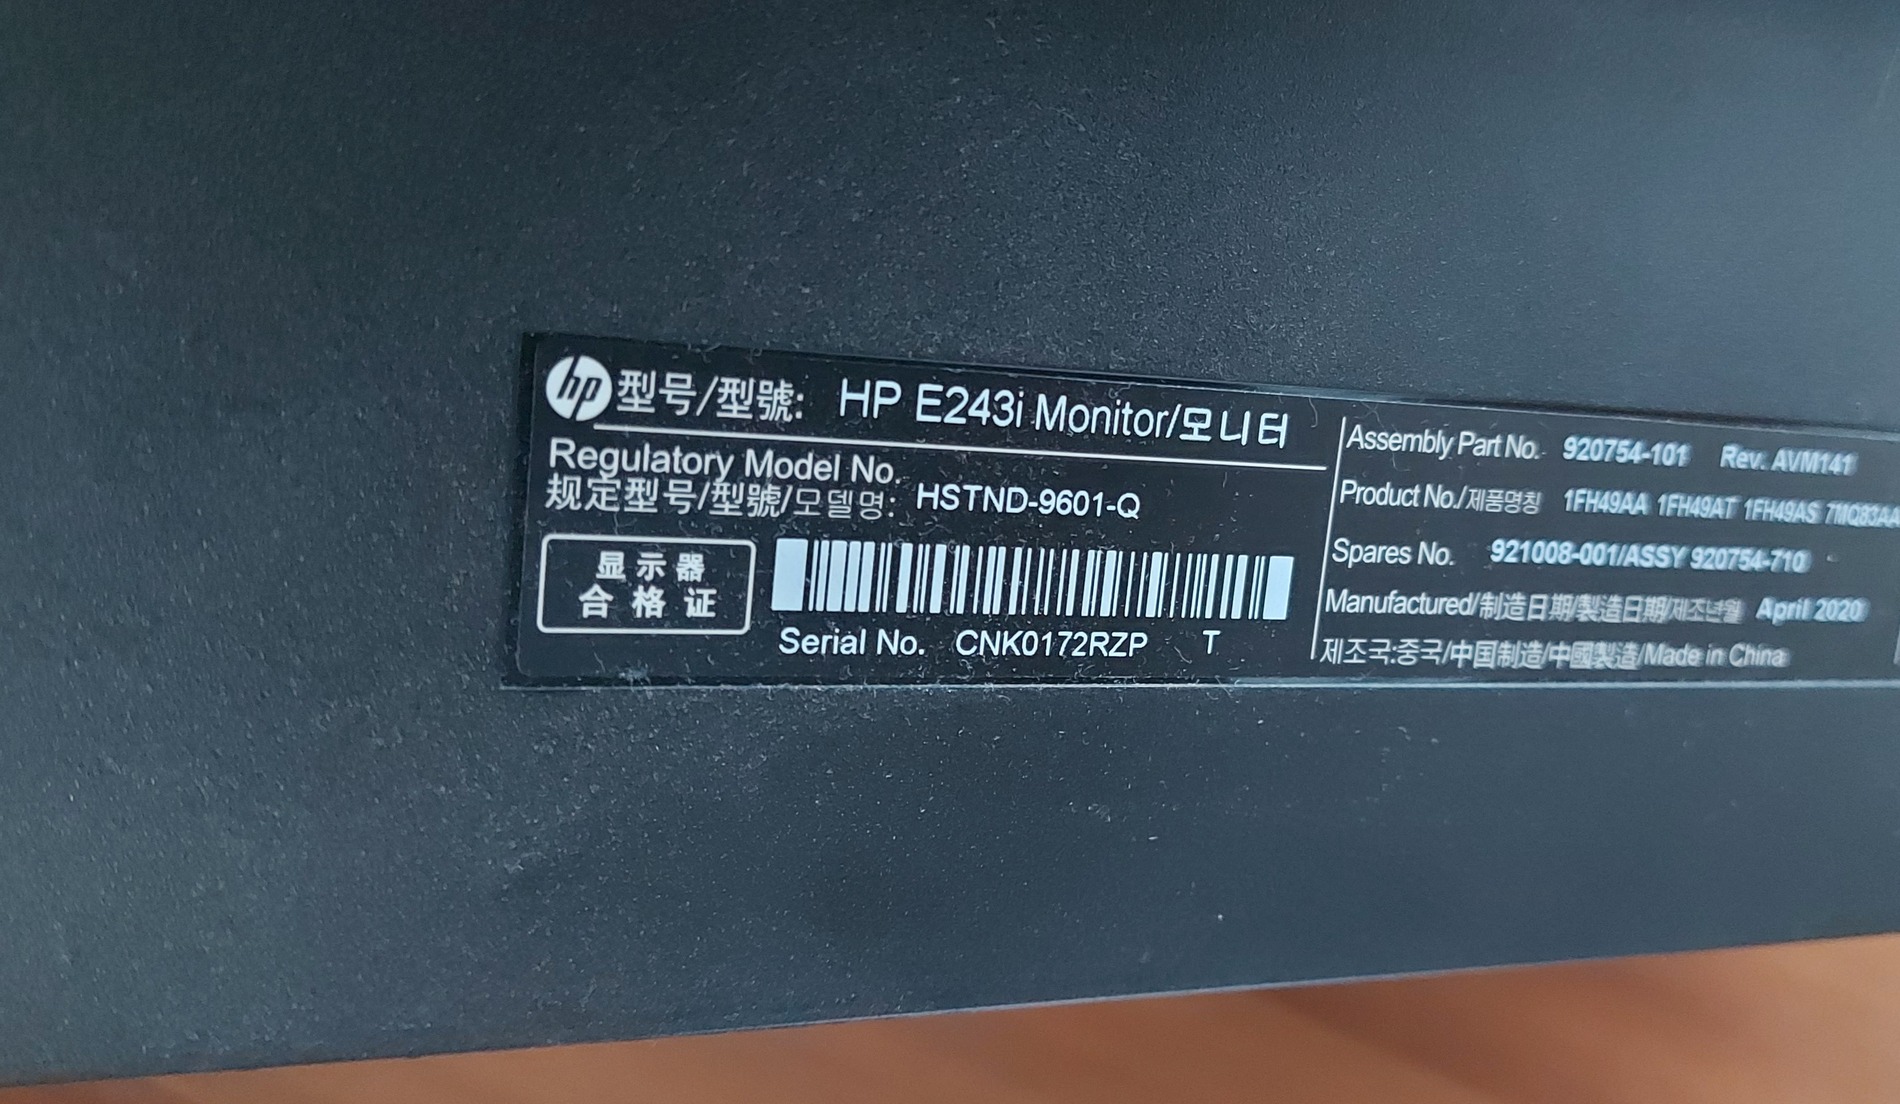 hp 型号/型號: HP E243i Monitor/모니터
Regulatory Model No.
规定型号/型號/모델명: HSTND-9601-Q
显示器
合格证
Serial No. CNK0172RZP T
Assembly Part No. 920754-101 Rev. AVM141
Product No./제품명칭 1FH49AA 1FH49AT 1FH49AS
Spares No. 921008-001/ASSY 920754-710
Manufactured/制造日期/製造日期/제조년월 April 2020
제조국:중국/中国制造/中國製造/Made in China